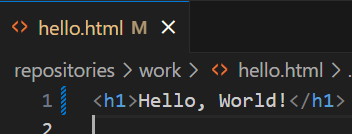 <> hello.html M ×
repositories > work > <> hello.html > .
1 <h1>Hello, World!</h1>
2